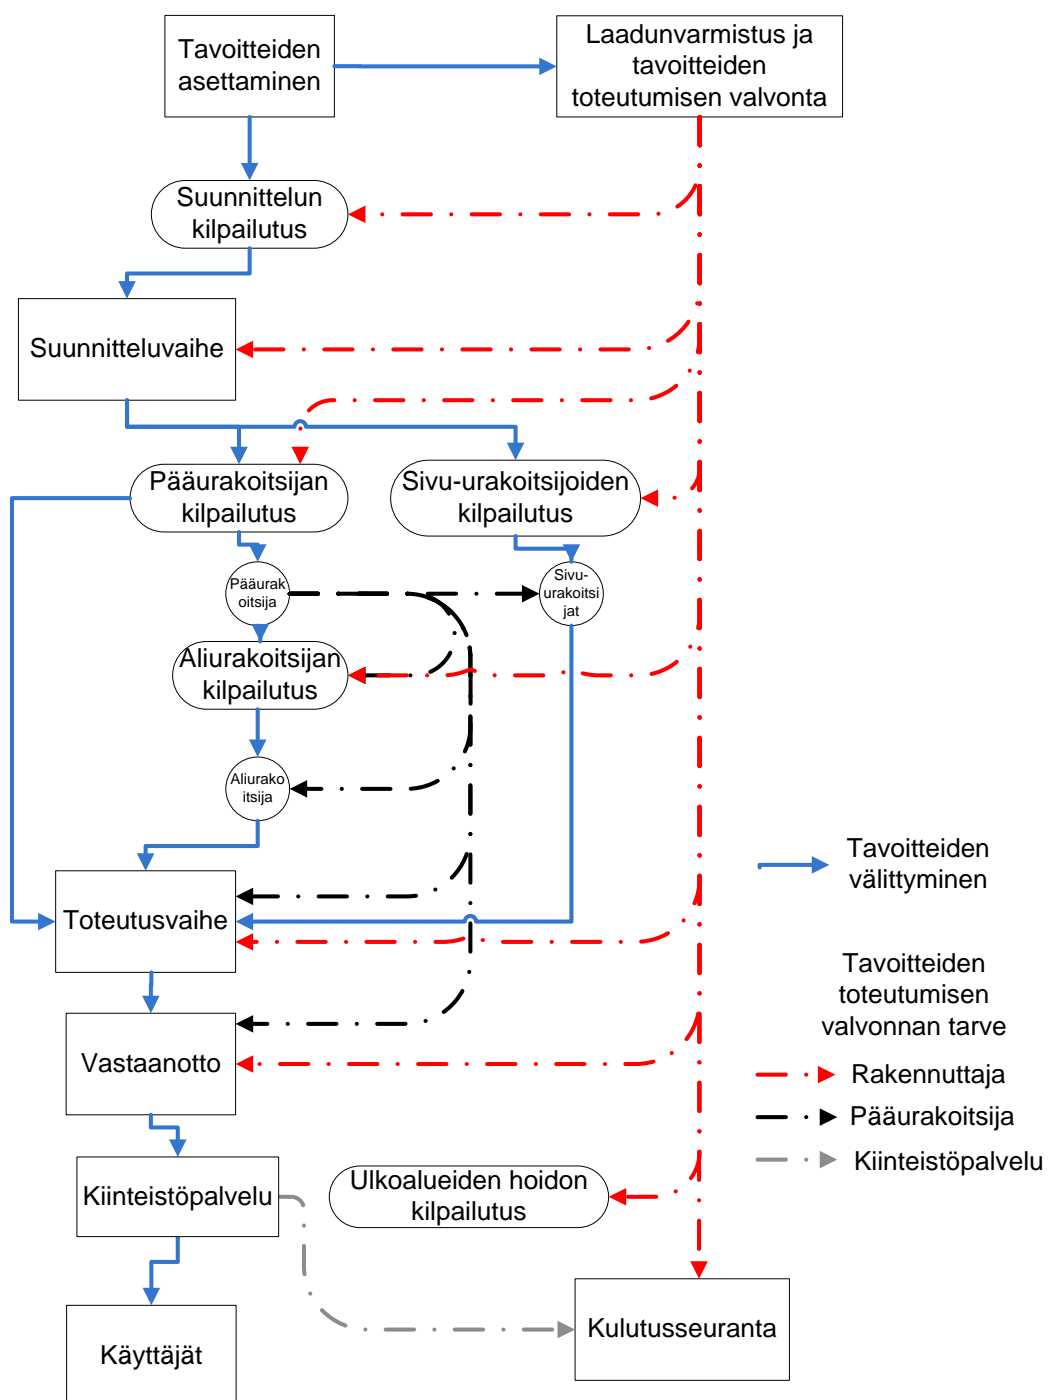 Tavoitteiden
asettaminen
Laadunvarmistus ja
tavoitteiden
toteutumisen valvonta
Suunnittelun
kilpailutus
Suunnitteluvaihe
Pääurakoitsijan
kilpailutus
Sivu-urakoitsijoiden
kilpailutus
Pääurak
oitsija
Sivu-
urakoitsi
jat
Aliurakoitsijan
kilpailutus
Aliurako
itsija
Toteutusvaihe
Tavoitteiden
välittyminen
Tavoitteiden
toteutumisen
valvonnan tarve
Vastaanotto
Rakennuttaja
Pääurakoitsija
Kiinteistöpalvelu
Kiinteistöpalvelu
Ulkoalueiden hoidon
kilpailutus
Käyttäjät
Kulutusseuranta